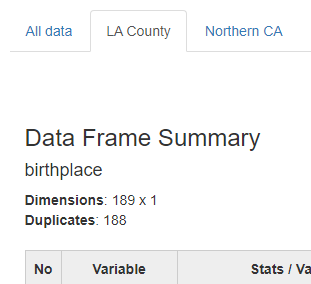 All data LA County Northern CA
Data Frame Summary
birthplace
Dimensions: 189 x 1
Duplicates: 188
No Variable Stats / Va